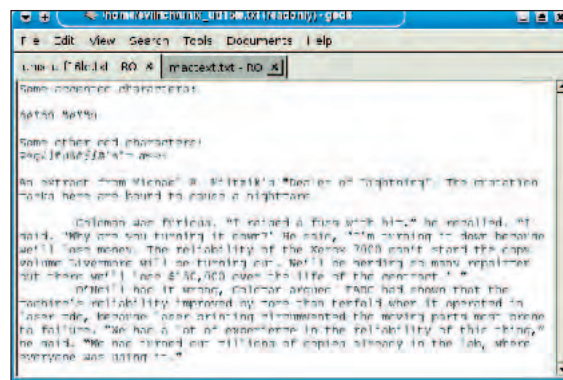 File Edit View Search Tools Documents Help
mactext.txt - RO
Some accented characters:
Some other odd characters:
An extract from Michael A. Hiltzik's "Dealer of Lightning". The quotation
marks here are bound to cause a nightmare.
Goldman was furious. "I raised a fuss with him," he recalled. "I
said, 'Why are you turning it down?' He said, 'I'm turning it down because
we'll lose money. The reliability of the Xerox 7000 can't stand the copy
volume Livermore will be turning out. We'll be sending so many repairmen
out there we'll lose over the life of the contract.' "
O'Neill had it wrong, argued. PARC had shown that the
machine's reliability improved by more than tenfold when it operated in
laser mode, because laser printing circumvented the moving parts most prone
to failure. "We had a lot of experience in the reliability of this thing,"
he said. "We had turned out millions of copies already in the lab, where
everyone was using it."